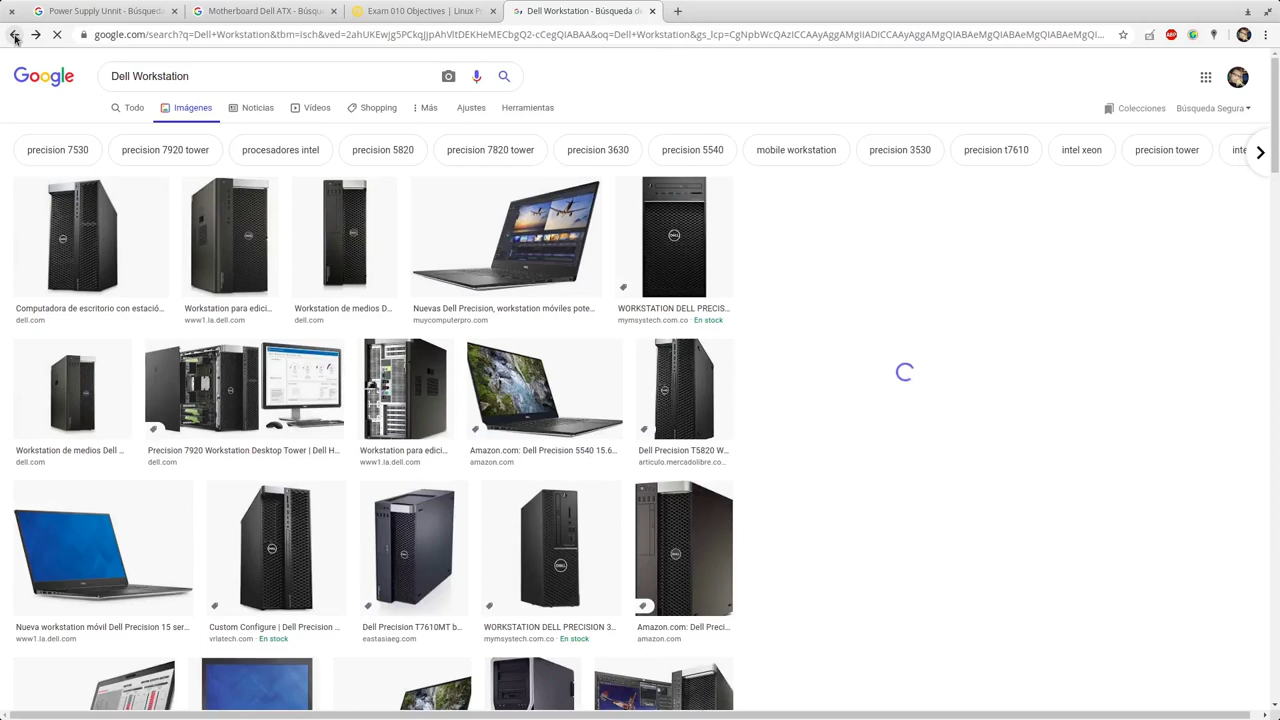 Power Supply Unnit - Búsqueda
Motherboard Dell ATX - Búsqu
Exam 010 Objectives | Linux P
Dell Workstation - Búsqueda de
google.com/search?q=Dell+Workstation&tbm=isch&ved=2ahUKEwjg5PCkqJjpAhVltDEKHeMECbgQ2-cCegQIABAA&oq=Dell+Workstation&gs_lcp=CgNpbWcQAzICCAAyAggAMgIIADICCAAyAggAMgQIABAeMgQIABAeMgQIABAeMgQIABAeMgQIABAeMgQIABAeM...
Google
Dell Workstation
Todo
Imágenes
Noticias
Vídeos
Shopping
Más
Ajustes
Herramientas
Colecciones
Búsqueda Segura
precision 7530
precision 7920 tower
procesadores intel
precision 5820
precision 7820 tower
precision 3630
precision 5540
mobile workstation
precision 3530
precision t7610
intel xeon
precision tower
inte
Computadora de escritorio con estació...
dell.com
Workstation para edici...
www1.la.dell.com
Workstation de medios D...
dell.com
Nuevas Dell Precision, workstation móviles pote...
muycomputerpro.com
WORKSTATION DELL PRECIS...
mymsystech.com.co · En stock
Workstation de medios Dell ...
dell.com
Precision 7920 Workstation Desktop Tower | Dell H...
dell.com
Workstation para edici...
www1.la.dell.com
Amazon.com: Dell Precision 5540 15.6...
amazon.com
Dell Precision T5820 W...
articulo.mercadolibre.co...
Nueva workstation móvil Dell Precision 15 ser...
www1.la.dell.com
Custom Configure | Dell Precision ...
vrlatech.com · En stock
Dell Precision T7610MT b...
eastasiaeg.com
WORKSTATION DELL PRECISION 3...
mymsystech.com.co · En stock
Amazon.com: Dell Preci...
amazon.com